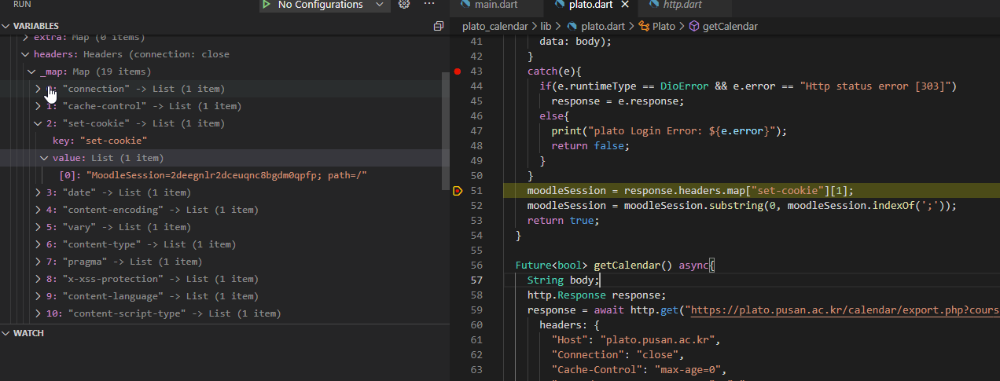 RUN
No Configurations
VARIABLES
extra: Map (0 items)
headers: Headers (connection: close
_map: Map (19 items)
"connection" -> List (1 item)
1: "cache-control" -> List (1 item)
2: "set-cookie" -> List (1 item)
key: "set-cookie"
value: List (1 item)
[0]: "MoodleSession=2deegnlr2dceuqnc8bgdm0qpfp; path=/"
3: "date" -> List (1 item)
4: "content-encoding" -> List (1 item)
5: "vary" -> List (1 item)
6: "content-type" -> List (1 item)
7: "pragma" -> List (1 item)
8: "x-xss-protection" -> List (1 item)
9: "content-language" -> List (1 item)
10: "content-script-type" -> List (1 item)
WATCH
main.dart
plato.dart
http.dart
plato_calendar > lib > plato.dart > Plato > getCalendar
41 data: body);
42 }
43 catch(e){
44 if(e.runtimeType == DioError && e.error == "Http status error [303]")
45 response = e.response;
46 else{
47 print("plato Login Error: ${e.error}");
48 return false;
49 }
50 }
51 moodleSession = response.headers.map["set-cookie"][1];
52 moodleSession = moodleSession.substring(0, moodleSession.indexOf(';'));
53 return true;
54 }
55
56 Future<bool> getCalendar() async{
57 String body;
58 http.Response response;
59 response = await http.get("https://plato.pusan.ac.kr/calendar/export.php?cours
60 headers: {
61 "Host": "plato.pusan.ac.kr",
62 "Connection": "close",
63 "Cache-Control": "max-age=0",